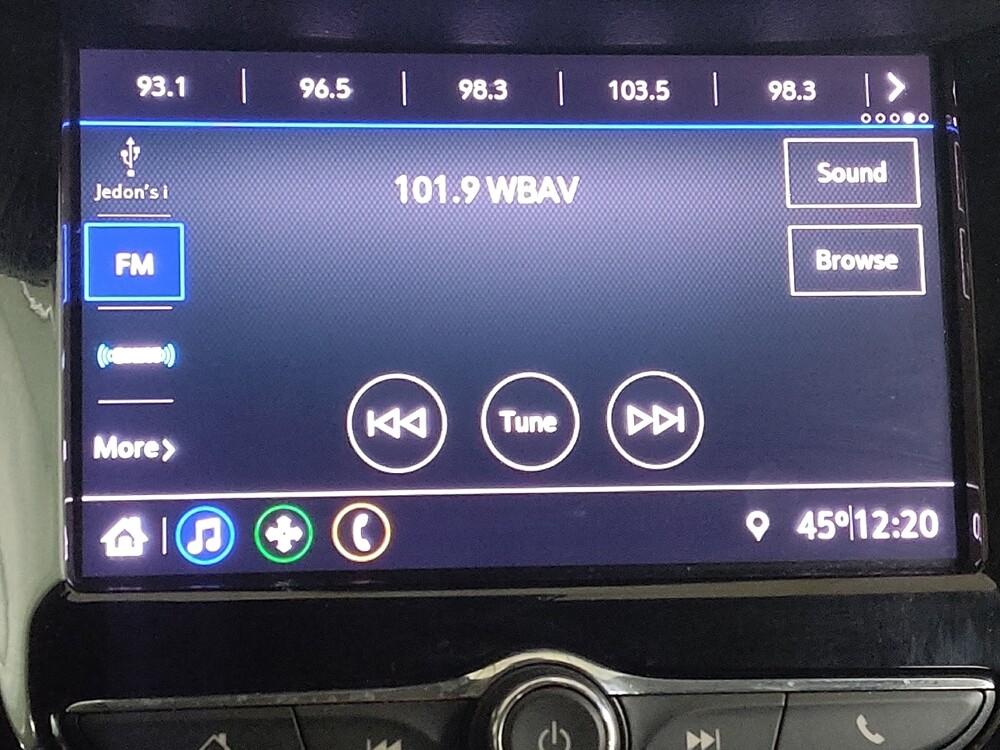 93.1 96.5 98.3 103.5 98.3
Jedon's i
101.9 WBAV
Sound
FM
Browse
More
Tune
45° 12:20